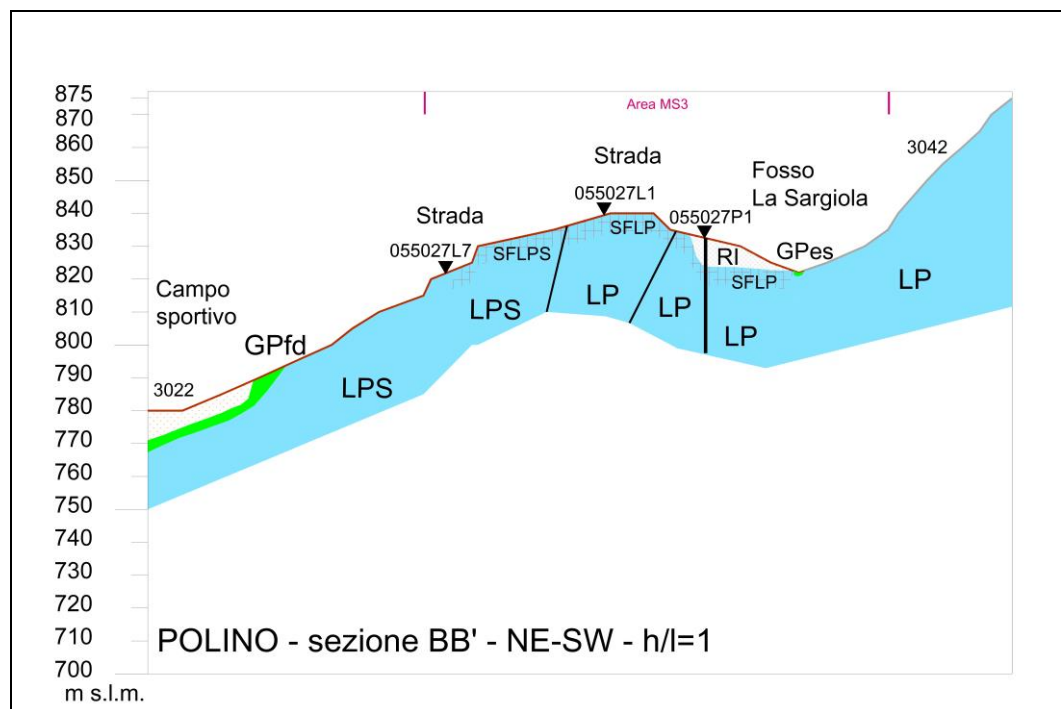 875
870
860
850
840
830
820
810
800
790
780
770
760
750
740
730
720
710
700
m s.l.m.
Area MS3
Strada
055027L1
Strada
055027L7
055027P1
Fosso
La Sargiola
3042
SFLPS
SFLP
RI
GPes
SFLP
Campo
sportivo
GPfd
3022
LPS
LPS
LP
LP
LP
LP
POLINO - sezione BB' - NE-SW - h/l=1